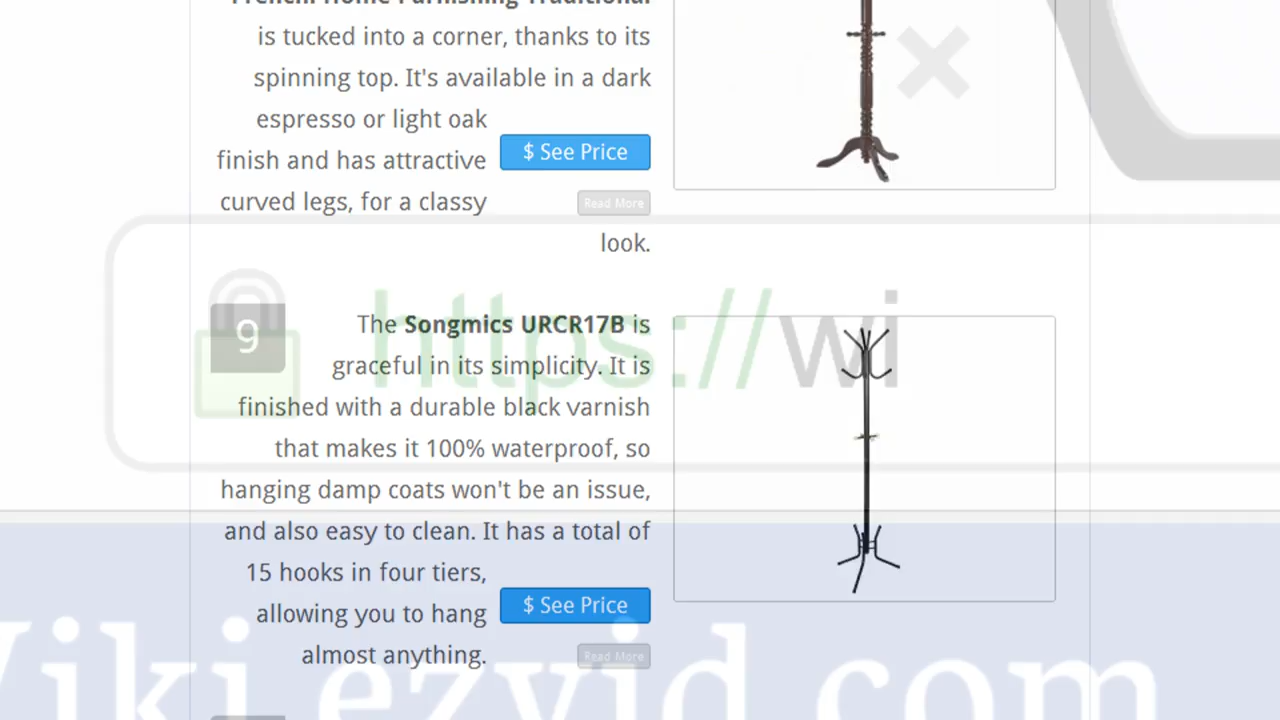 French Home Furnishing Traditional
is tucked into a corner, thanks to its
spinning top. It's available in a dark
espresso or light oak
finish and has attractive
curved legs, for a classy
look.
$ See Price
Read More
9
The Songmics URCR17B is
graceful in its simplicity. It is
finished with a durable black varnish
that makes it 100% waterproof, so
hanging damp coats won't be an issue,
and also easy to clean. It has a total of
15 hooks in four tiers,
allowing you to hang
almost anything.
$ See Price
Read More
https://wi
Wiki.ezvid.com